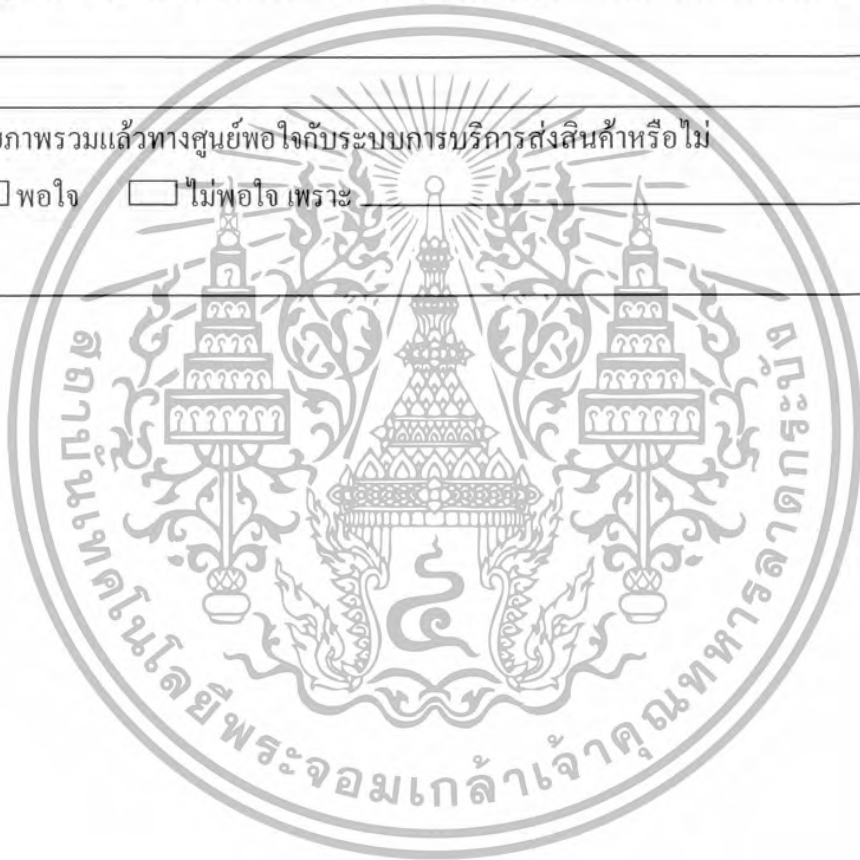 ภาพรวมแล้วทางศูนย์พอใจกับระบบการบริการส่งสินค้าหรือไม่
พอใจ ไม่พอใจ เพราะ
สถาบันเทคโนโลยีพระจอมเกล้าเจ้าคุณทหารลาดกระบัง
๔